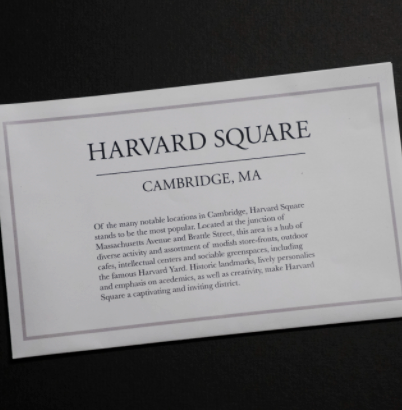 HARVARD SQUARE
CAMBRIDGE, MA
Of the many notable locations in Cambridge, Harvard Square
stands to be the most popular. Located at the junction of
Massachusetts Avenue and Brattle Street, this area is a hub of
diverse activity and assortment of modish store-fronts, outdoor
cafes, intellectual centers and sociable greenspaces, including
the famous Harvard Yard. Historic landmarks, lively personalies
and emphasis on acedemics, as well as creativity, make Harvard
Square a captivating and inviting district.